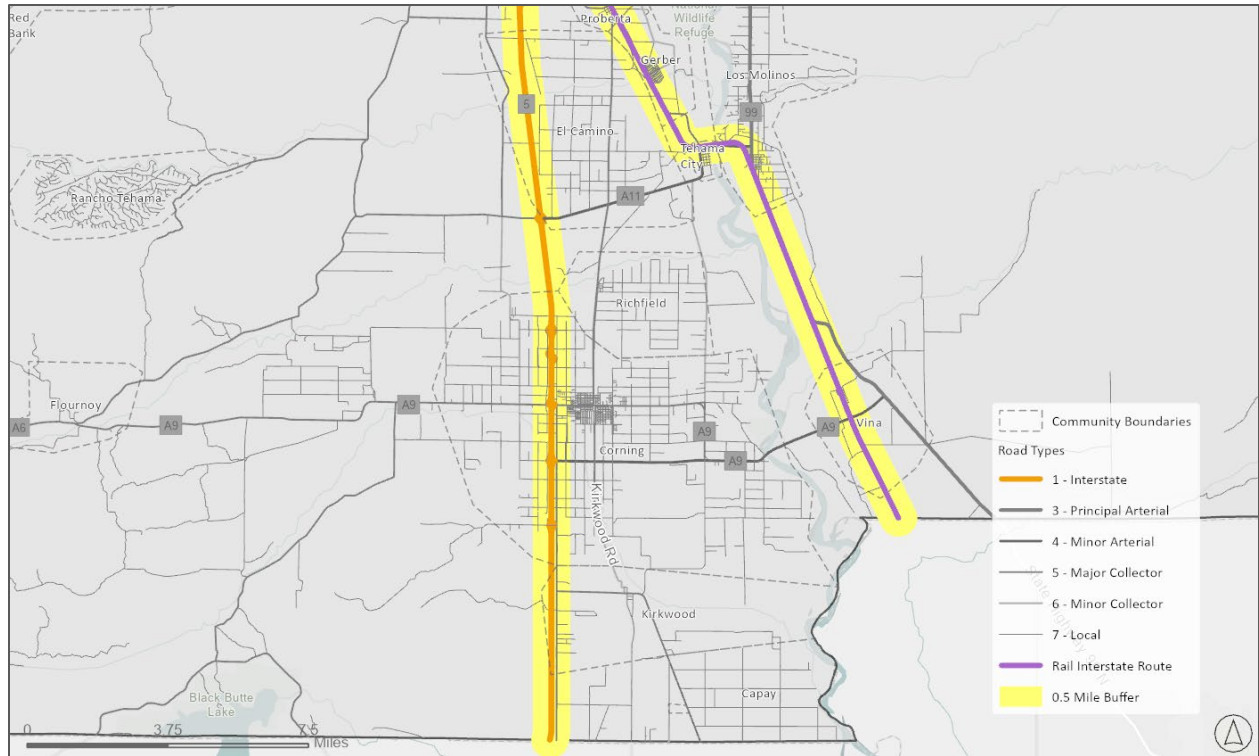 Red
Bank
Proberta
National
Wildlife
Refuge
Gerber
Los Molinos
5
99
El Camino
Tehama
City
Rancho Tehama
A11
Richfield
Flournoy
A6
A9
A9
A9
A9
A9
Vina
Corning
Kirkwood Rd
Kirkwood
Capay
Black Butte
Lake
0 3.75 7.5
Miles
Community Boundaries
Road Types
1 - Interstate
3 - Principal Arterial
4 - Minor Arterial
5 - Major Collector
6 - Minor Collector
7 - Local
Rail Interstate Route
0.5 Mile Buffer